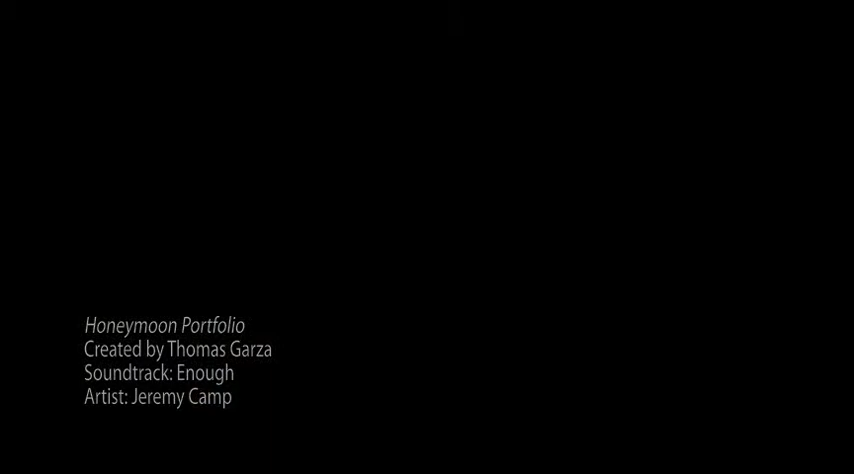 Honeymoon Portfolio
Created by Thomas Garza
Soundtrack: Enough
Artist: Jeremy Camp